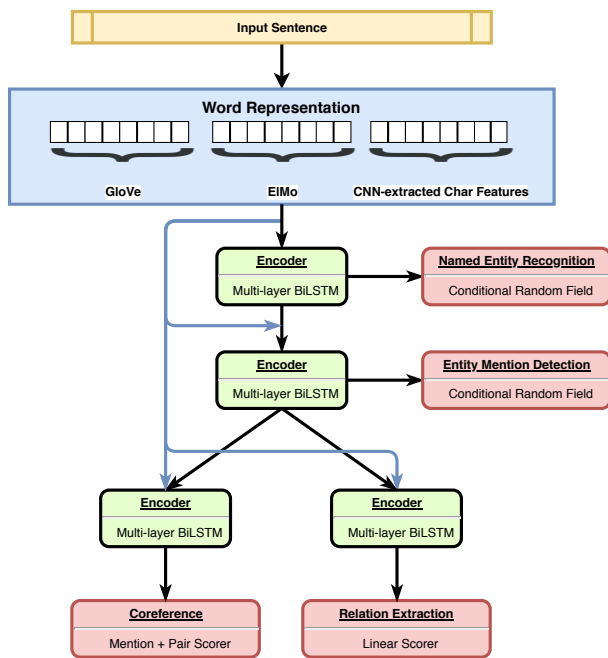 Input Sentence
Word Representation
GloVe
ElMo
CNN-extracted Char Features
Encoder
Multi-layer BiLSTM
Named Entity Recognition
Conditional Random Field
Encoder
Multi-layer BiLSTM
Entity Mention Detection
Conditional Random Field
Encoder
Multi-layer BiLSTM
Encoder
Multi-layer BiLSTM
Coreference
Mention + Pair Scorer
Relation Extraction
Linear Scorer